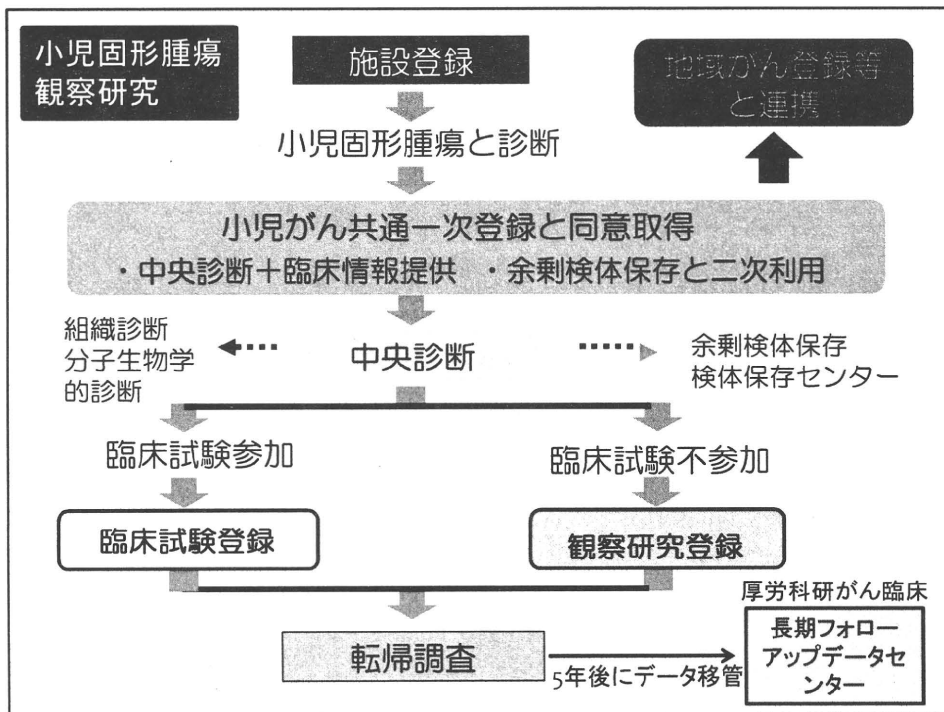 小児固形腫瘍
観察研究
施設登録
地域がん登録等
と連携
小児固形腫瘍と診断
小児がん共通一次登録と同意取得
・中央診断＋臨床情報提供　・余剰検体保存と二次利用
組織診断
分子生物学
的診断
中央診断
余剰検体保存
検体保存センター
臨床試験参加
臨床試験不参加
臨床試験登録
観察研究登録
転帰調査
5年後にデータ移管
厚労科研がん臨床
長期フォロー
アップデータセ
ンター